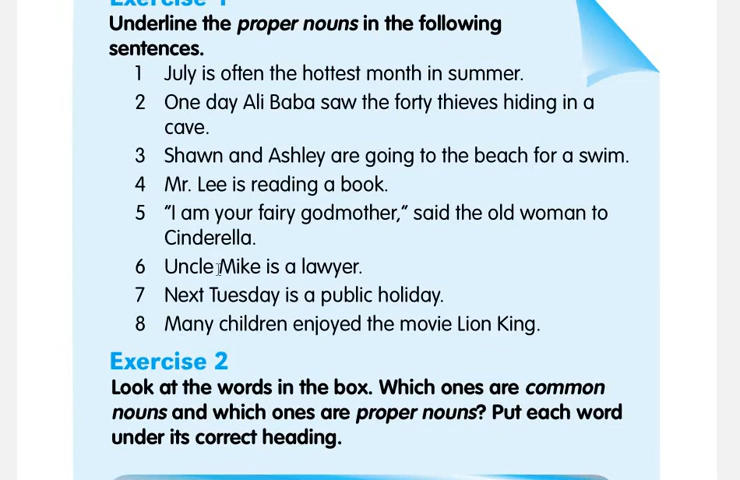 Exercise 1
Underline the proper nouns in the following
sentences.
1 July is often the hottest month in summer.
2 One day Ali Baba saw the forty thieves hiding in a
cave.
3 Shawn and Ashley are going to the beach for a swim.
4 Mr. Lee is reading a book.
5 "I am your fairy godmother," said the old woman to
Cinderella.
6 Uncle Mike is a lawyer.
7 Next Tuesday is a public holiday.
8 Many children enjoyed the movie Lion King.
Exercise 2
Look at the words in the box. Which ones are common
nouns and which ones are proper nouns? Put each word
under its correct heading.